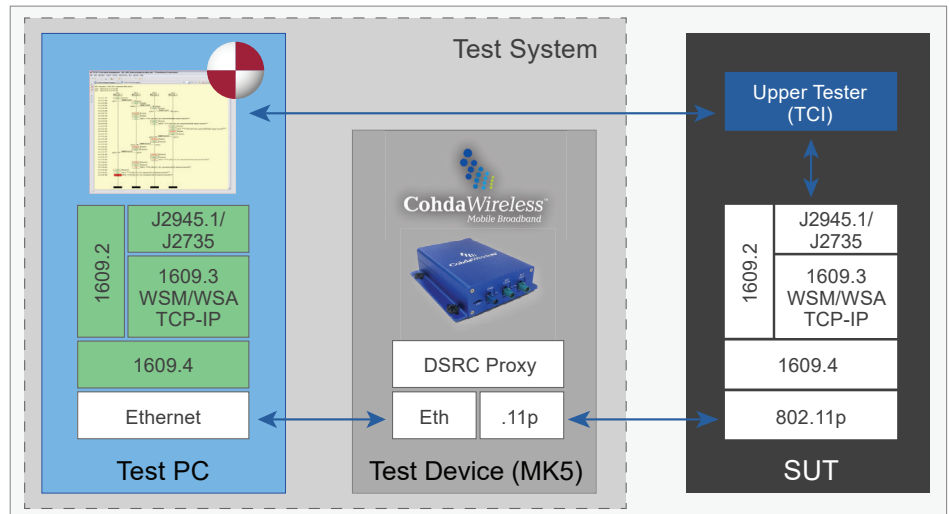 Test System
1609.2
J2945.1/
J2735
1609.3
WSM/WSA
TCP-IP
1609.4
Ethernet
Test PC
CohdaWireless
Mobile Broadband
CohdaWireless
DSRC Proxy
Eth
.11p
Test Device (MK5)
Upper Tester
(TCI)
1609.2
J2945.1/
J2735
1609.3
WSM/WSA
TCP-IP
1609.4
802.11p
SUT